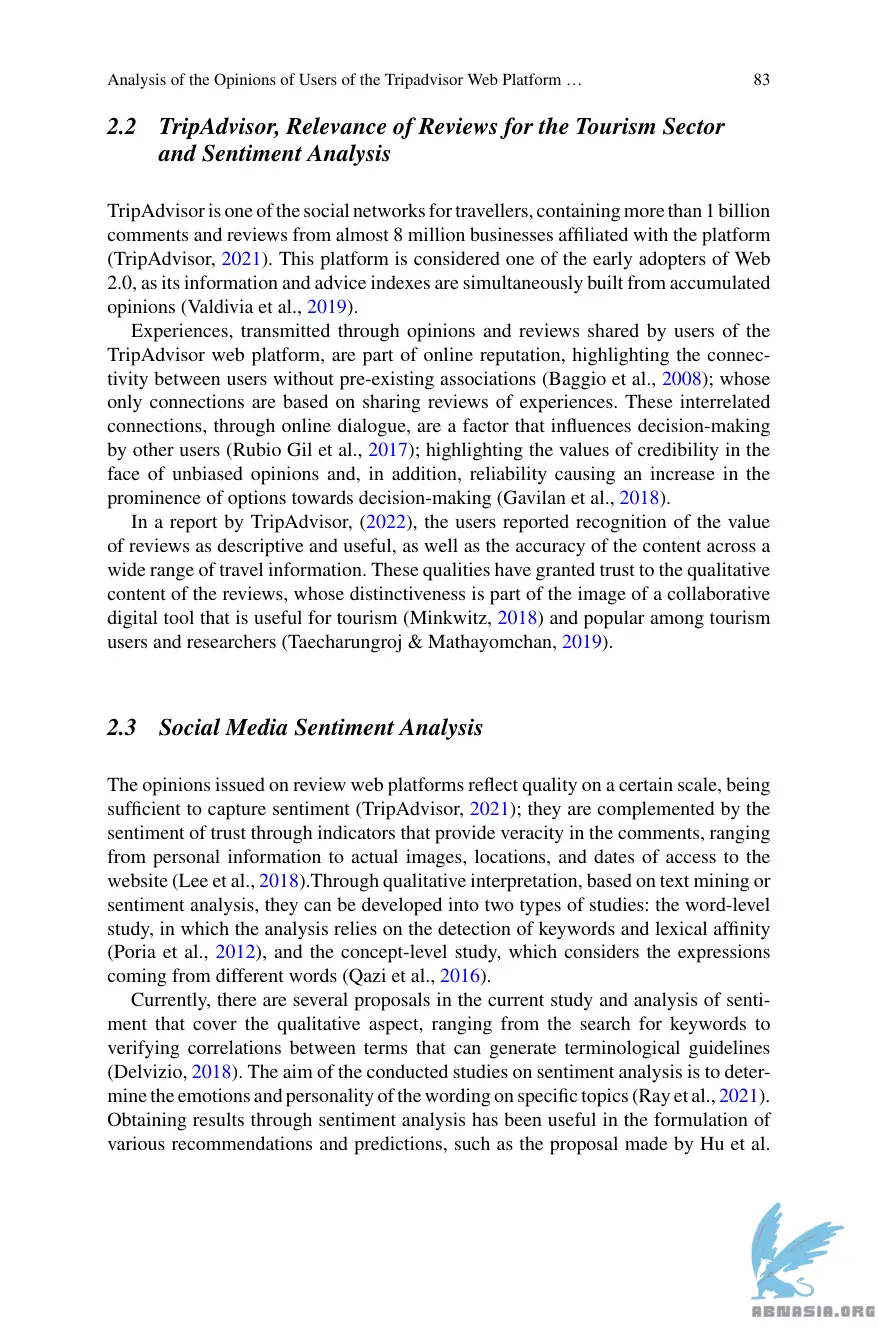 Analysis of the Opinions of Users of the Tripadvisor Web Platform … 83
2.2 TripAdvisor, Relevance of Reviews for the Tourism Sector
and Sentiment Analysis
TripAdvisor is one of the social networks for travellers, containing more than 1 billion
comments and reviews from almost 8 million businesses affiliated with the platform
(TripAdvisor, 2021). This platform is considered one of the early adopters of Web
2.0, as its information and advice indexes are simultaneously built from accumulated
opinions (Valdivia et al., 2019).
Experiences, transmitted through opinions and reviews shared by users of the
TripAdvisor web platform, are part of online reputation, highlighting the connec-
tivity between users without pre-existing associations (Baggio et al., 2008); whose
only connections are based on sharing reviews of experiences. These interrelated
connections, through online dialogue, are a factor that influences decision-making
by other users (Rubio Gil et al., 2017); highlighting the values of credibility in the
face of unbiased opinions and, in addition, reliability causing an increase in the
prominence of options towards decision-making (Gavilan et al., 2018).
In a report by TripAdvisor, (2022), the users reported recognition of the value
of reviews as descriptive and useful, as well as the accuracy of the content across a
wide range of travel information. These qualities have granted trust to the qualitative
content of the reviews, whose distinctiveness is part of the image of a collaborative
digital tool that is useful for tourism (Minkwitz, 2018) and popular among tourism
users and researchers (Taecharungroj & Mathayomchan, 2019).
2.3 Social Media Sentiment Analysis
The opinions issued on review web platforms reflect quality on a certain scale, being
sufficient to capture sentiment (TripAdvisor, 2021); they are complemented by the
sentiment of trust through indicators that provide veracity in the comments, ranging
from personal information to actual images, locations, and dates of access to the
website (Lee et al., 2018).Through qualitative interpretation, based on text mining or
sentiment analysis, they can be developed into two types of studies: the word-level
study, in which the analysis relies on the detection of keywords and lexical affinity
(Poria et al., 2012), and the concept-level study, which considers the expressions
coming from different words (Qazi et al., 2016).
Currently, there are several proposals in the current study and analysis of senti-
ment that cover the qualitative aspect, ranging from the search for keywords to
verifying correlations between terms that can generate terminological guidelines
(Delvizio, 2018). The aim of the conducted studies on sentiment analysis is to deter-
mine the emotions and personality of the wording on specific topics (Ray et al., 2021).
Obtaining results through sentiment analysis has been useful in the formulation of
various recommendations and predictions, such as the proposal made by Hu et al.
ABNASIA.ORG